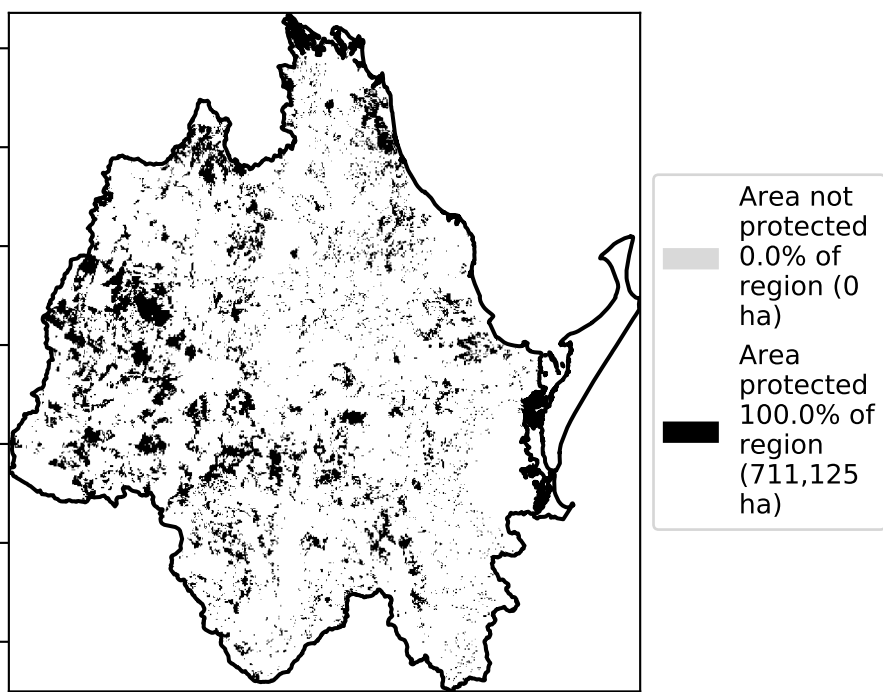 Area not
protected
0.0% of
region (0
ha)
Area
protected
100.0% of
region
(711,125
ha)